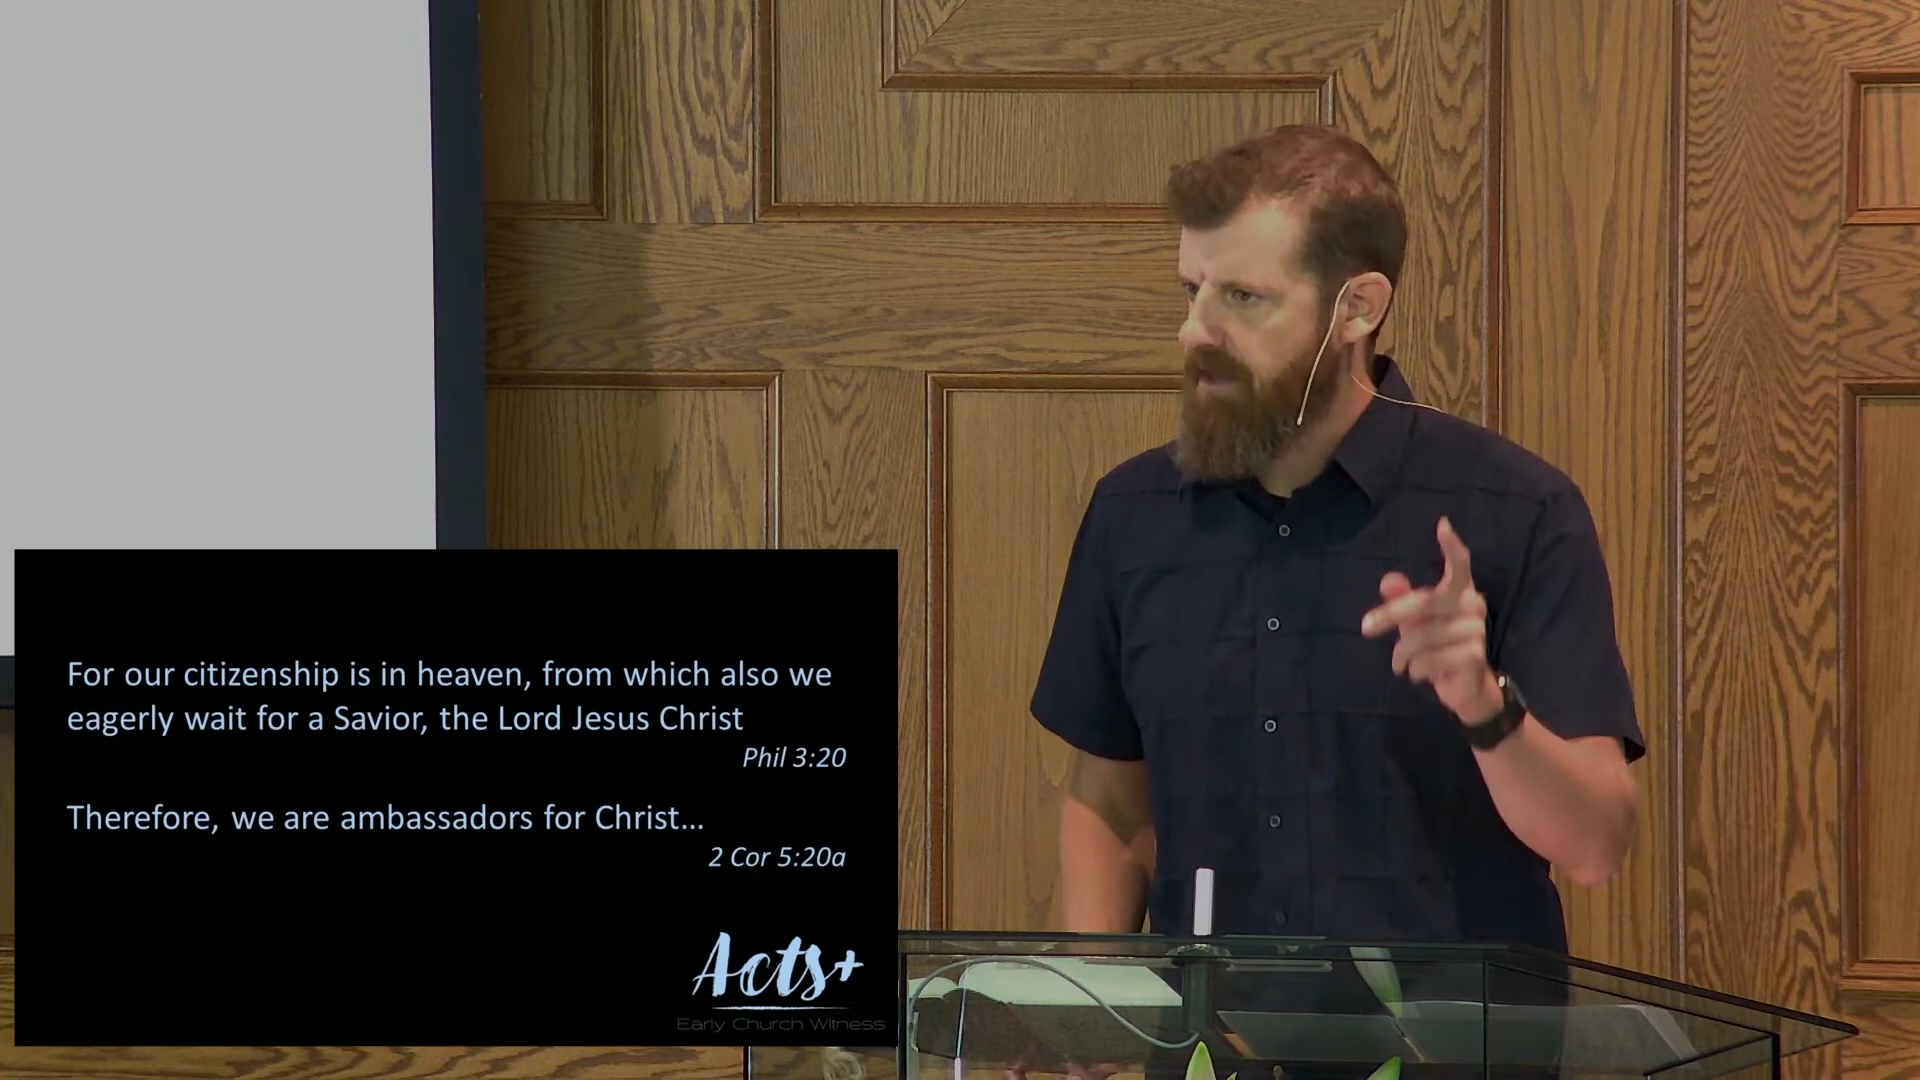 For our citizenship is in heaven, from which also we
eagerly wait for a Savior, the Lord Jesus Christ
Phil 3:20
Therefore, we are ambassadors for Christ...
2 Cor 5:20a
Acts+
Early Church Witness